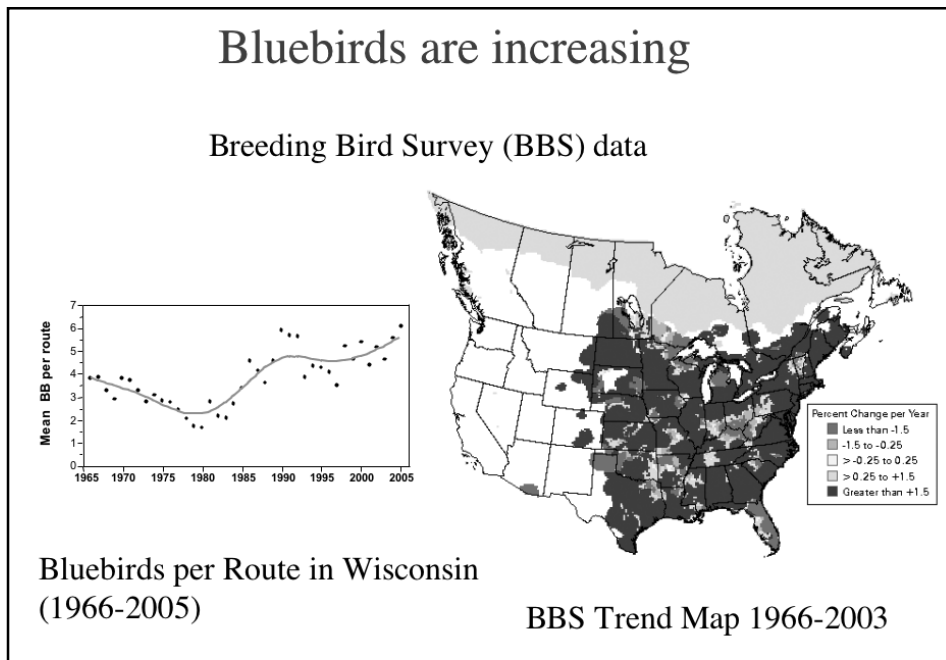 Bluebirds are increasing
Breeding Bird Survey (BBS) data
Mean BB per route
7
6
5
4
3
2
1
0
1965 1970 1975 1980 1985 1990 1995 2000 2005
Percent Change per Year
Less than -1.5
-1.5 to -0.25
> -0.25 to 0.25
> 0.25 to +1.5
Greater than +1.5
Bluebirds per Route in Wisconsin
(1966-2005)
BBS Trend Map 1966-2003